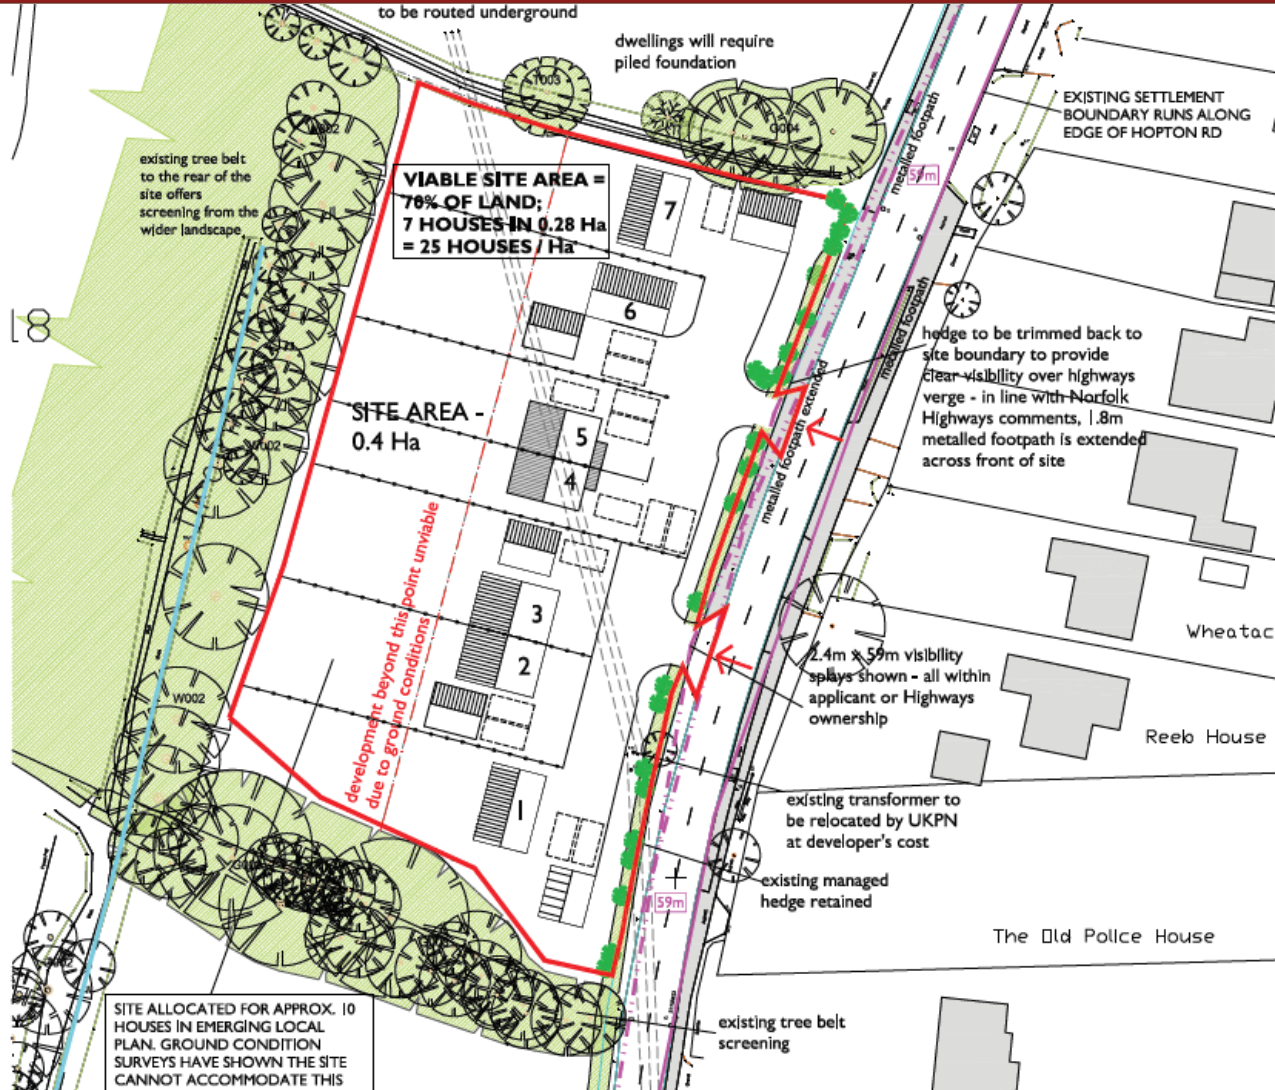 to be routed underground
dwellings will require
piled foundation
T003
G004
EXISTING SETTLEMENT
BOUNDARY RUNS ALONG
EDGE OF HOPTON RD
metalled footpath
59m
existing tree belt
to the rear of the
site offers
screening from the
wider landscape
VIABLE SITE AREA =
70% OF LAND;
7 HOUSES IN 0.28 Ha
= 25 HOUSES / Ha
7
6
18
metalled footpath
hedge to be trimmed back to
site boundary to provide
clear visibility over highways
verge - in line with Norfolk
Highways comments, 1.8m
metalled footpath is extended
across front of site
SITE AREA -
0.4 Ha
5
4
W002
metalled footpath extended
development beyond this point unviable
due to ground conditions
3
2
Wheatac
2.4m x 59m visibility
splays shown - all within
applicant or Highways
ownership
W002
Reeb House
1
existing transformer to
be relocated by UKPN
at developer's cost
existing managed
hedge retained
59m
The Old Police House
SITE ALLOCATED FOR APPROX. 10
HOUSES IN EMERGING LOCAL
PLAN. GROUND CONDITION
SURVEYS HAVE SHOWN THE SITE
CANNOT ACCOMMODATE THIS
existing tree belt
screening